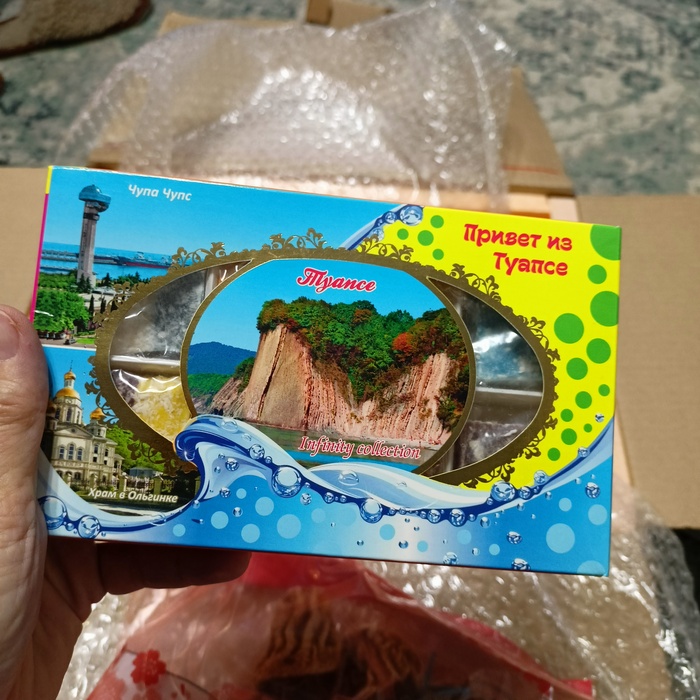 Чупа Чупс
Привет из
Туапсе
Туапсе
Infinity collection
Храм в Ольгинке